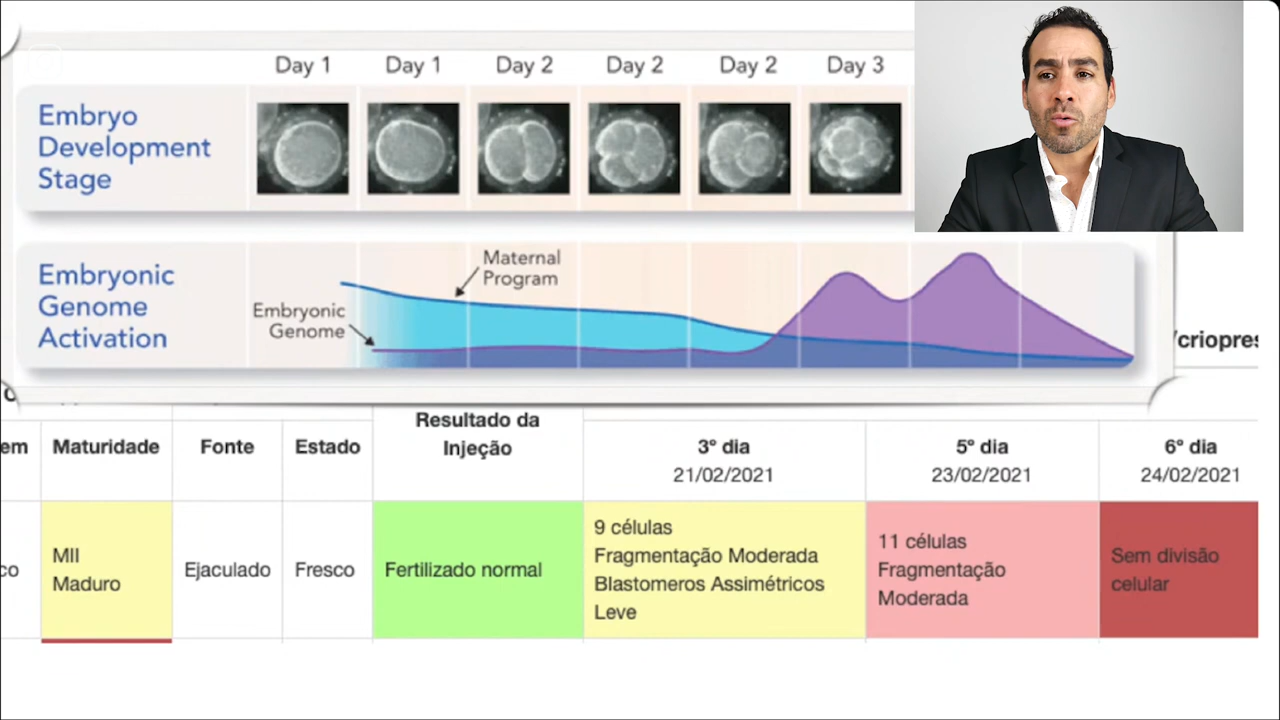 Day 1
Day 1
Day 2
Day 2
Day 2
Day 3
Embryo
Development
Stage
Embryonic
Genome
Activation
Maternal
Program
Embryonic
Genome
/criopres
Resultado da
Injeção
em
Maturidade
Fonte
Estado
3º dia
21/02/2021
5º dia
23/02/2021
6º dia
24/02/2021
co
MII
Maduro
Ejaculado
Fresco
Fertilizado normal
9 células
Fragmentação Moderada
Blastomeros Assimétricos
Leve
11 células
Fragmentação
Moderada
Sem divisão
celular